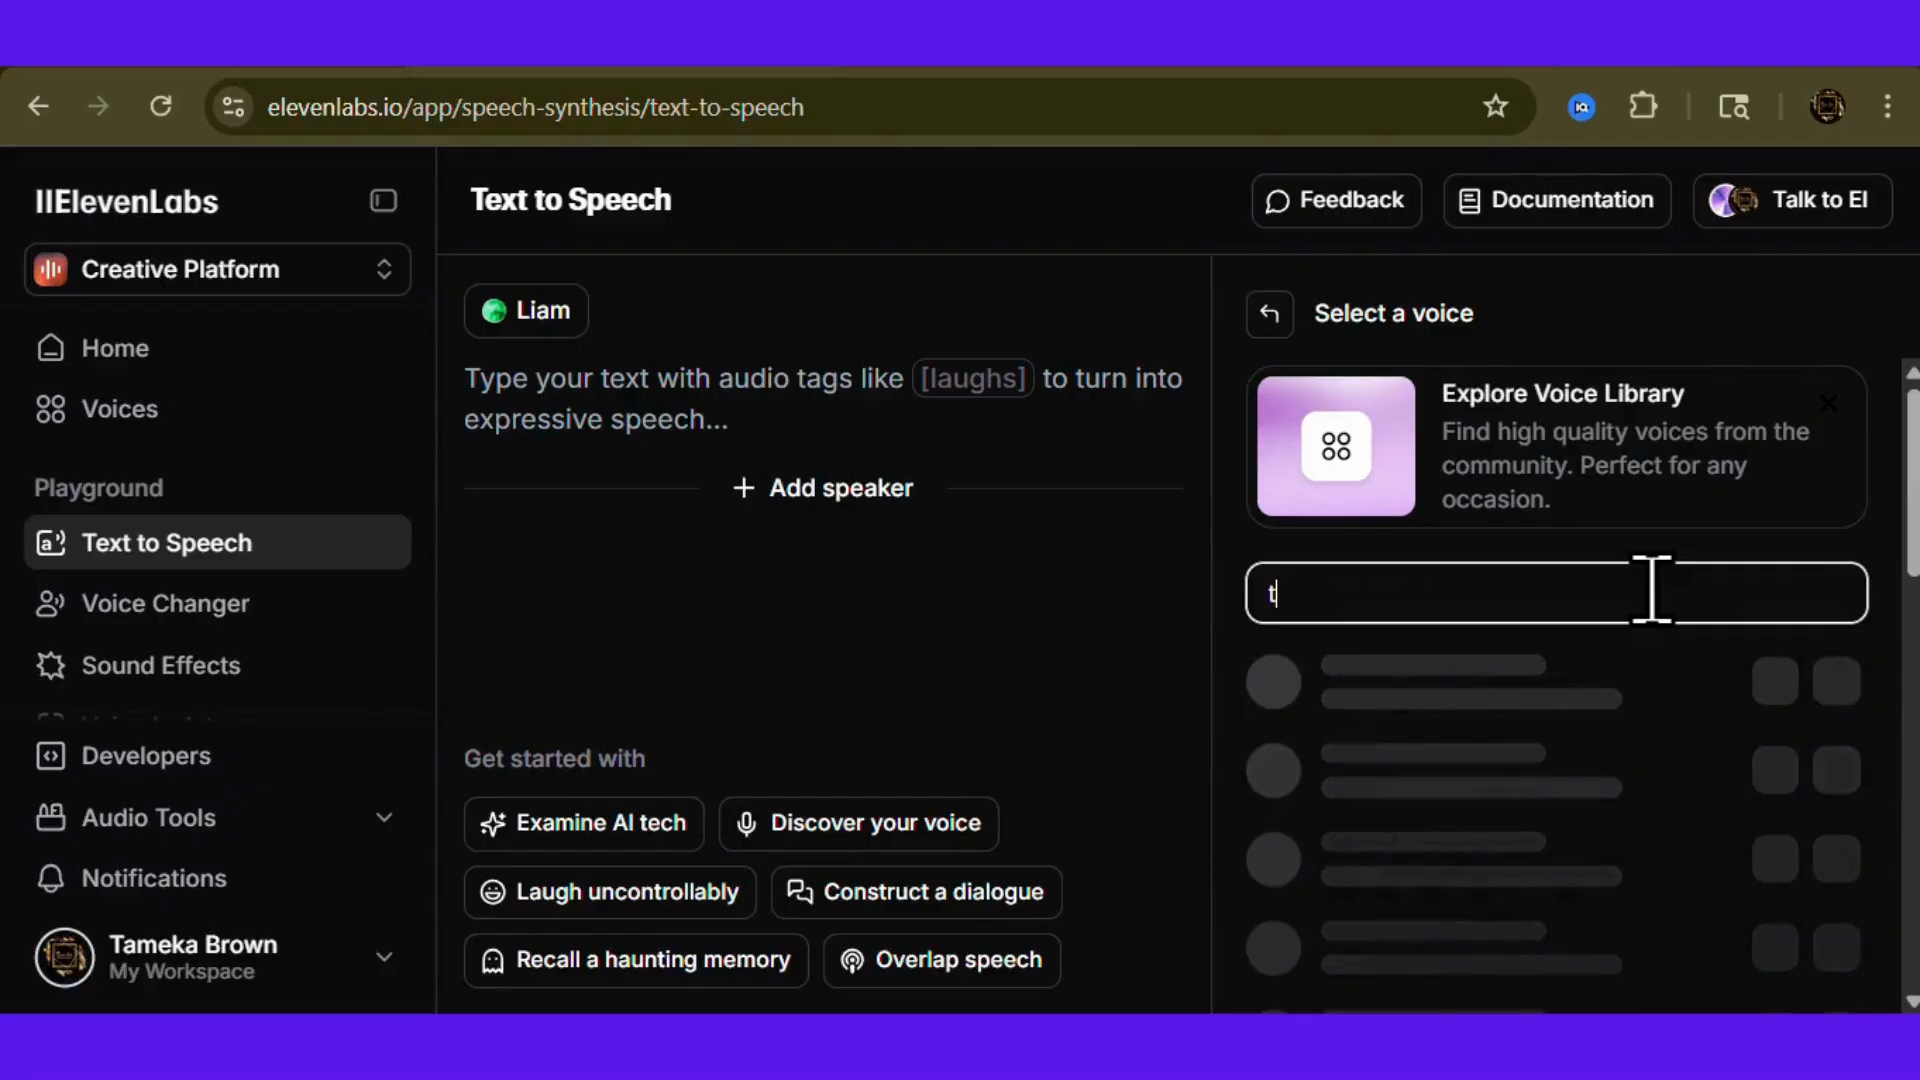 elevenlabs.io/app/speech-synthesis/text-to-speech
IIElevenLabs
Creative Platform
Home
Voices
Playground
Text to Speech
Voice Changer
Sound Effects
Developers
Audio Tools
Notifications
Tameka Brown
My Workspace
Text to Speech
Feedback
Documentation
Talk to EI
Liam
Type your text with audio tags like [laughs] to turn into
expressive speech...
Add speaker
Get started with
Examine AI tech
Discover your voice
Laugh uncontrollably
Construct a dialogue
Recall a haunting memory
Overlap speech
Select a voice
Explore Voice Library
Find high quality voices from the
community. Perfect for any
occasion.
t